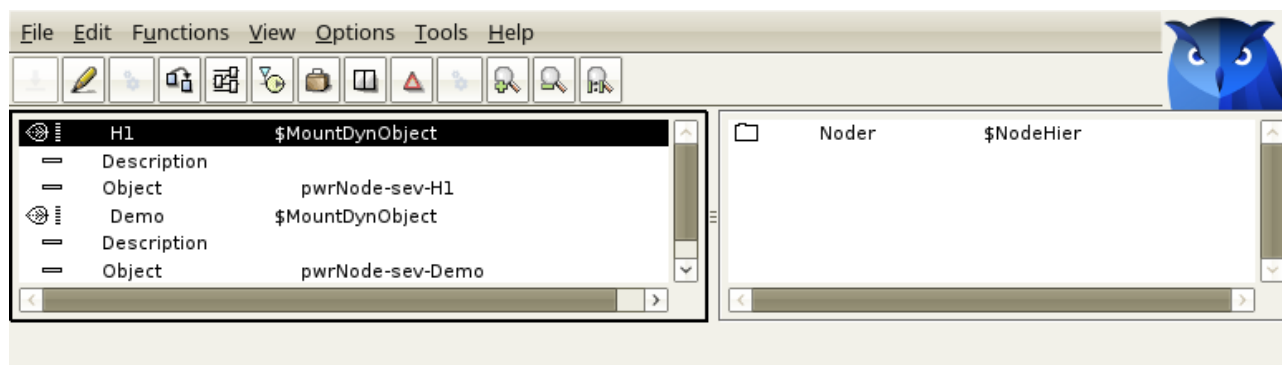 File Edit Functions View Options Tools Help
H1 $MountDynObject
Description
Object pwrNode-sev-H1
Demo $MountDynObject
Description
Object pwrNode-sev-Demo
Noder $NodeHier